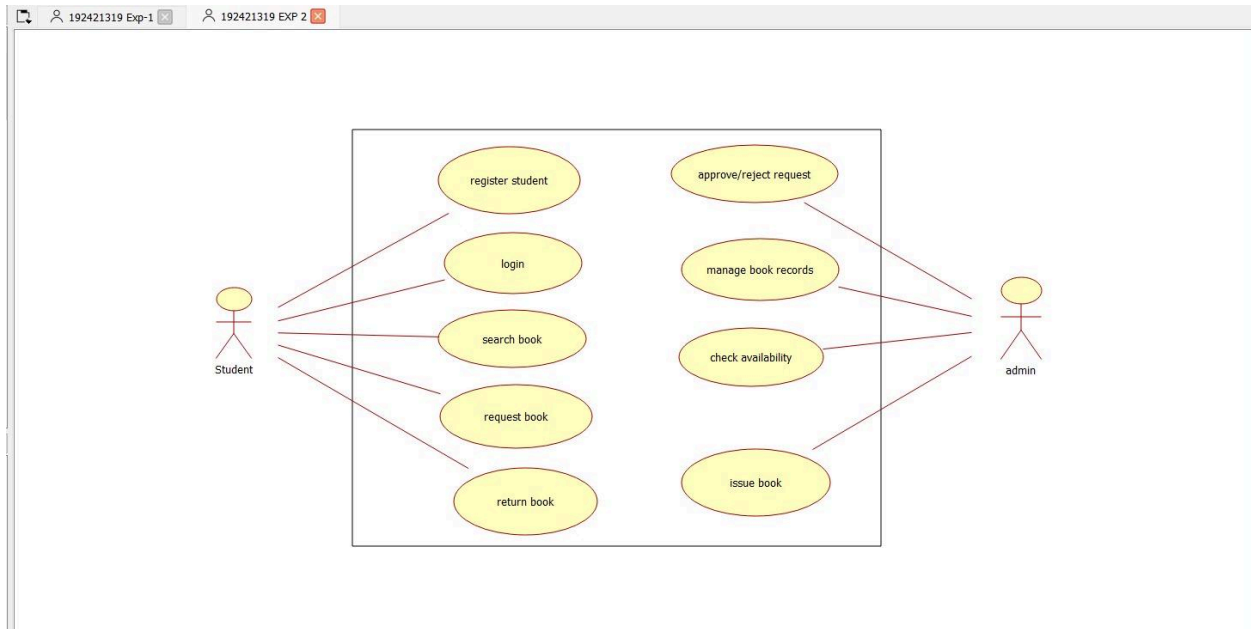 192421319 Exp-1
192421319 EXP 2
register student
login
search book
request book
return book
approve/reject request
manage book records
check availability
issue book
Student
admin